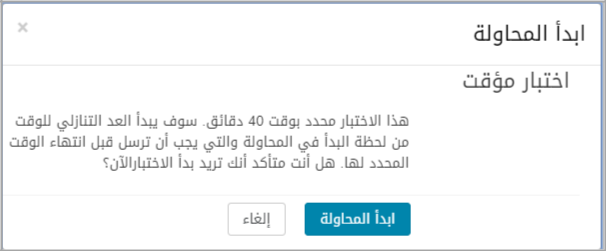 ابدأ المحاولة
×
اختبار مؤقت
هذا الاختبار محدد بوقت 40 دقائق. سوف يبدأ العد التنازلي للوقت
من لحظة البدأ في المحاولة والتي يجب أن ترسل قبل انتهاء الوقت
المحدد لها. هل أنت متأكد أنك تريد بدأ الاختبارالآن؟
ابدأ المحاولة
إلغاء